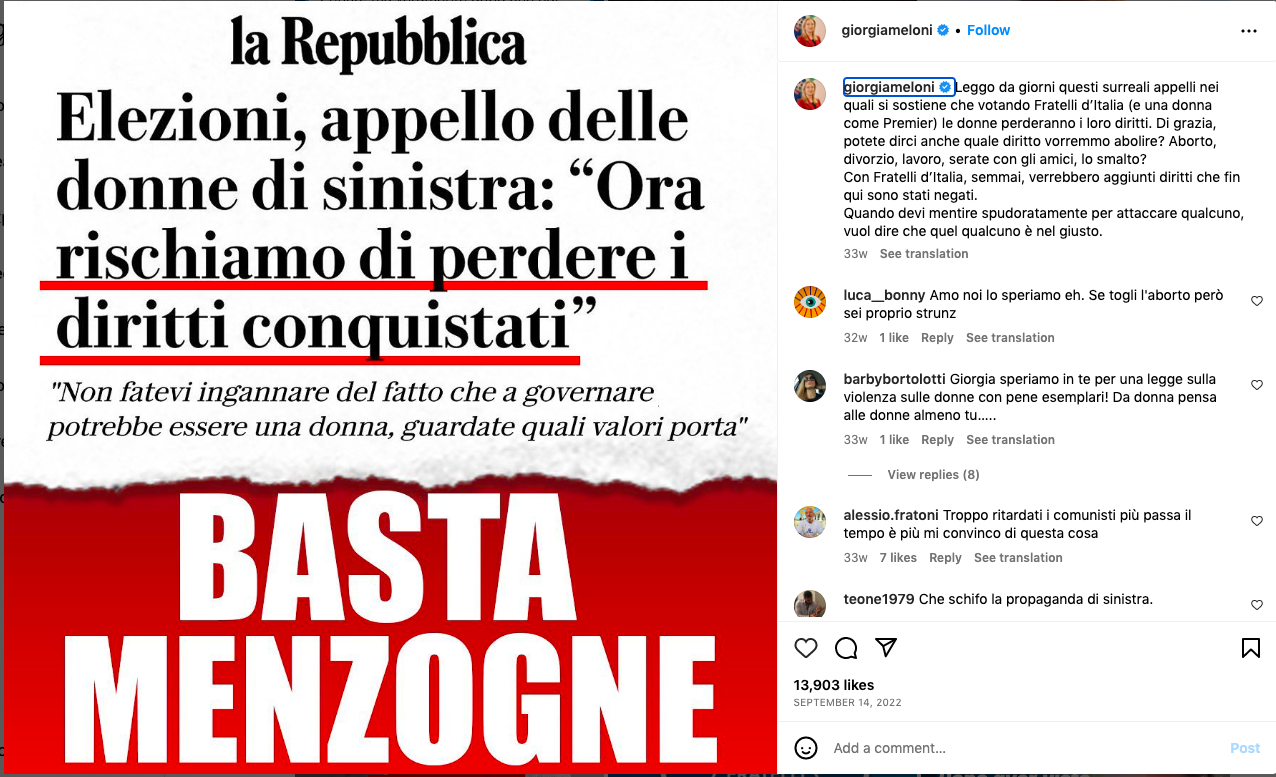 la Repubblica
Elezioni, appello delle
donne di sinistra: “Ora
rischiamo di perdere i
diritti conquistati”
"Non fatevi ingannare del fatto che a governare
potrebbe essere una donna, guardate quali valori porta"
BASTA
MENZOGNE
giorgiameloni • Follow
giorgiameloni Leggo da giorni questi surreali appelli nei
quali si sostiene che votando Fratelli d’Italia (e una donna
come Premier) le donne perderanno i loro diritti. Di grazia,
potete dirci anche quale diritto vorremmo abolire? Aborto,
divorzio, lavoro, serate con gli amici, lo smalto?
Con Fratelli d’Italia, semmai, verrebbero aggiunti diritti che fin
qui sono stati negati.
Quando devi mentire spudoratamente per attaccare qualcuno,
vuol dire che quel qualcuno è nel giusto.
33w See translation
luca__bonny Amo noi lo speriamo eh. Se togli l'aborto però
sei proprio strunz
32w 1 like Reply See translation
barbybortolotti Giorgia speriamo in te per una legge sulla
violenza sulle donne con pene esemplari! Da donna pensa
alle donne almeno tu…..
33w 1 like Reply See translation
View replies (8)
alessio.fratoni Troppo ritardati i comunisti più passa il
tempo è più mi convinco di questa cosa
33w 7 likes Reply See translation
teone1979 Che schifo la propaganda di sinistra.
13,903 likes
SEPTEMBER 14, 2022
Add a comment…
Post